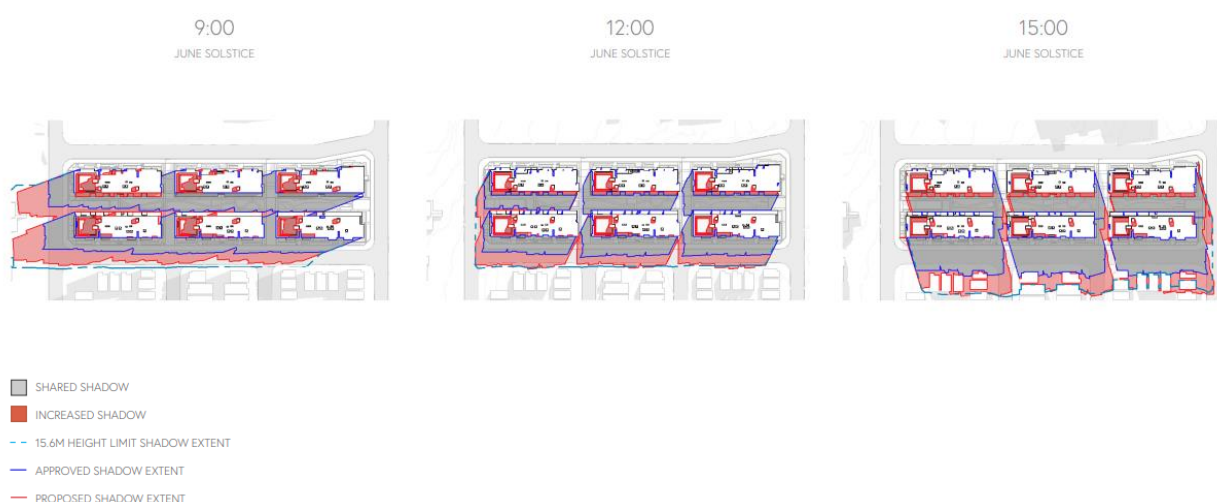 9:00
JUNE SOLSTICE
12:00
JUNE SOLSTICE
15:00
JUNE SOLSTICE
SHARED SHADOW
INCREASED SHADOW
15.6M HEIGHT LIMIT SHADOW EXTENT
APPROVED SHADOW EXTENT
PROPOSED SHADOW EXTENT